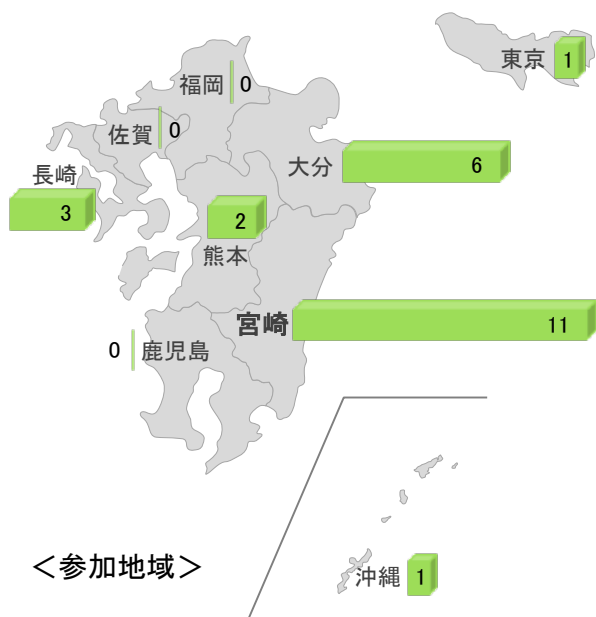 東京 1
福岡 0
佐賀 0
大分 6
長崎
3
2
熊本
宮崎 11
0 鹿児島
<参加地域>
沖縄 1